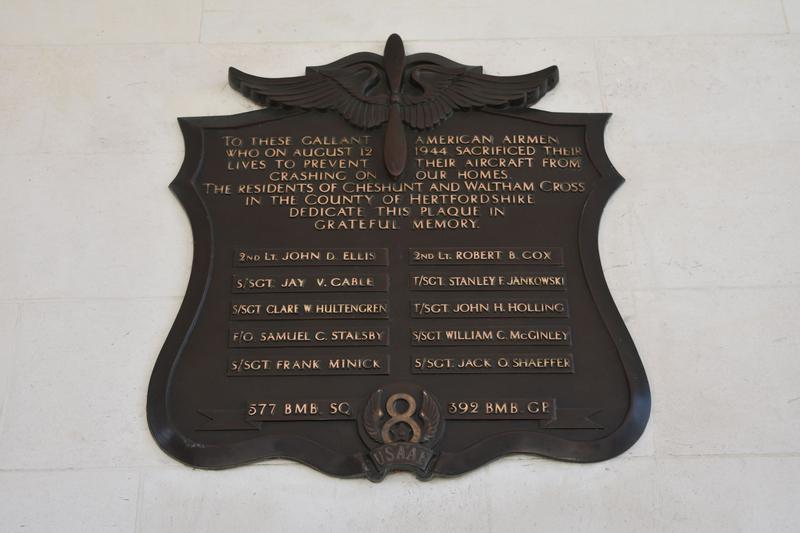 TO THESE GALLANT AMERICAN AIRMEN
WHO ON AUGUST 12 1944 SACRIFICED THEIR
LIVES TO PREVENT THEIR AIRCRAFT FROM
CRASHING ON OUR HOMES.
THE RESIDENTS OF CHESHUNT AND WALTHAM CROSS
IN THE COUNTY OF HERTFORDSHIRE
DEDICATE THIS PLAQUE IN
GRATEFUL MEMORY.
2ND LT. JOHN D. ELLIS 2ND LT. ROBERT B. COX
S/SGT. JAY V. CABLE T/SGT. STANLEY F. JANKOWSKI
S/SGT CLARE W. HULTENGREN T/SGT. JOHN H. HOLLING
F/O SAMUEL C. STALSBY S/SGT. WILLIAM C. MCGINLEY
S/SGT. FRANK MINICK S/SGT. JACK O. SHAEFFER
577 BMB. SQ. 8 392 BMB. GP.
USAAF